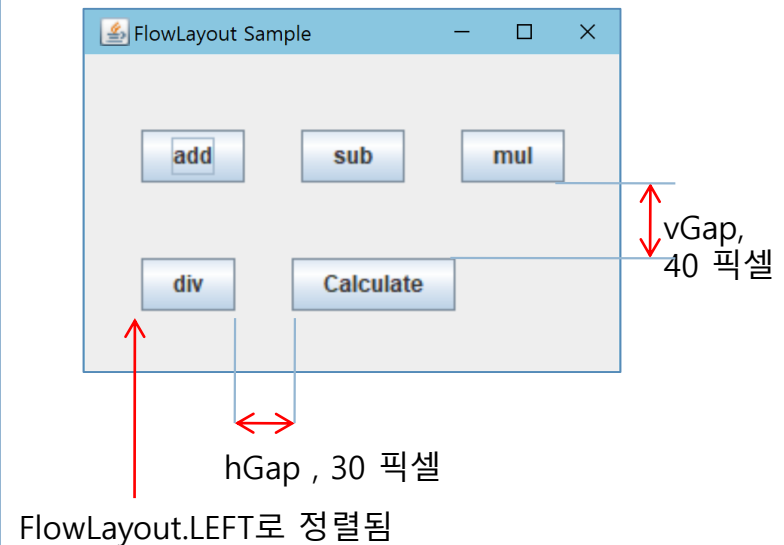 FlowLayout Sample
add sub mul
vGap,
40 픽셀
div Calculate
hGap , 30 픽셀
FlowLayout.LEFT로 정렬됨